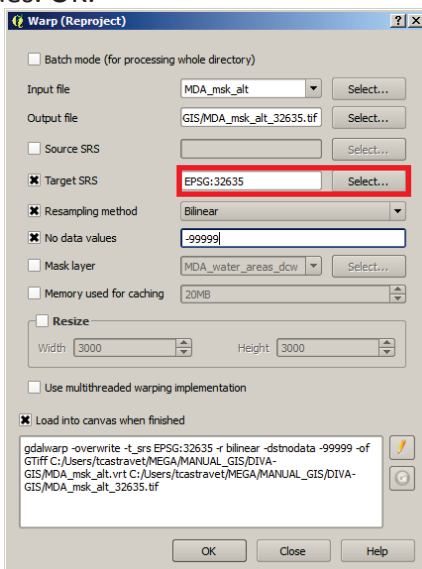 Warp (Reproject)
Batch mode (for processing whole directory)
Input file MDA_msk_alt Select...
Output file GIS/MDA_msk_alt_32635.tif Select...
Source SRS Select...
Target SRS EPSG:32635 Select...
Resampling method Bilinear
No data values -99999
Mask layer MDA_water_areas_dcw Select...
Memory used for caching 20MB
Resize
Width 3000 Height 3000
Use multithreaded warping implementation
Load into canvas when finished
gdalwarp -overwrite -t_srs EPSG:32635 -r bilinear -dstnodata -99999 -of
GTiff C:/Users/tcastravet/MEGA/MANUAL_GIS/DIVA-
GIS/MDA_msk_alt.vrt C:/Users/tcastravet/MEGA/MANUAL_GIS/DIVA-
GIS/MDA_msk_alt_32635.tif
OK Close Help